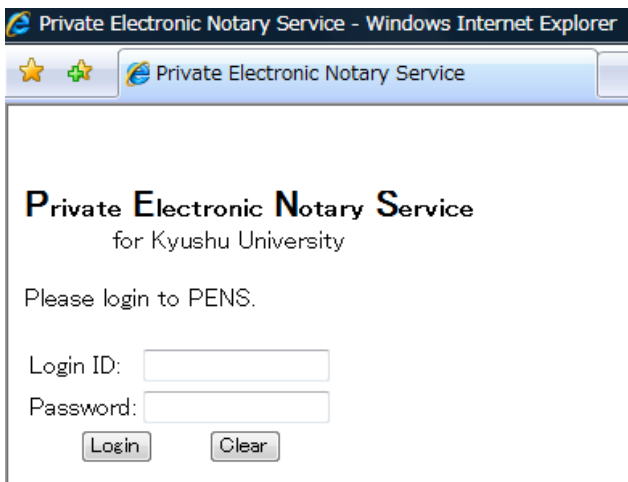 Private Electronic Notary Service - Windows Internet Explorer
Private Electronic Notary Service
Private Electronic Notary Service
for Kyushu University
Please login to PENS.
Login ID:
Password:
Login Clear